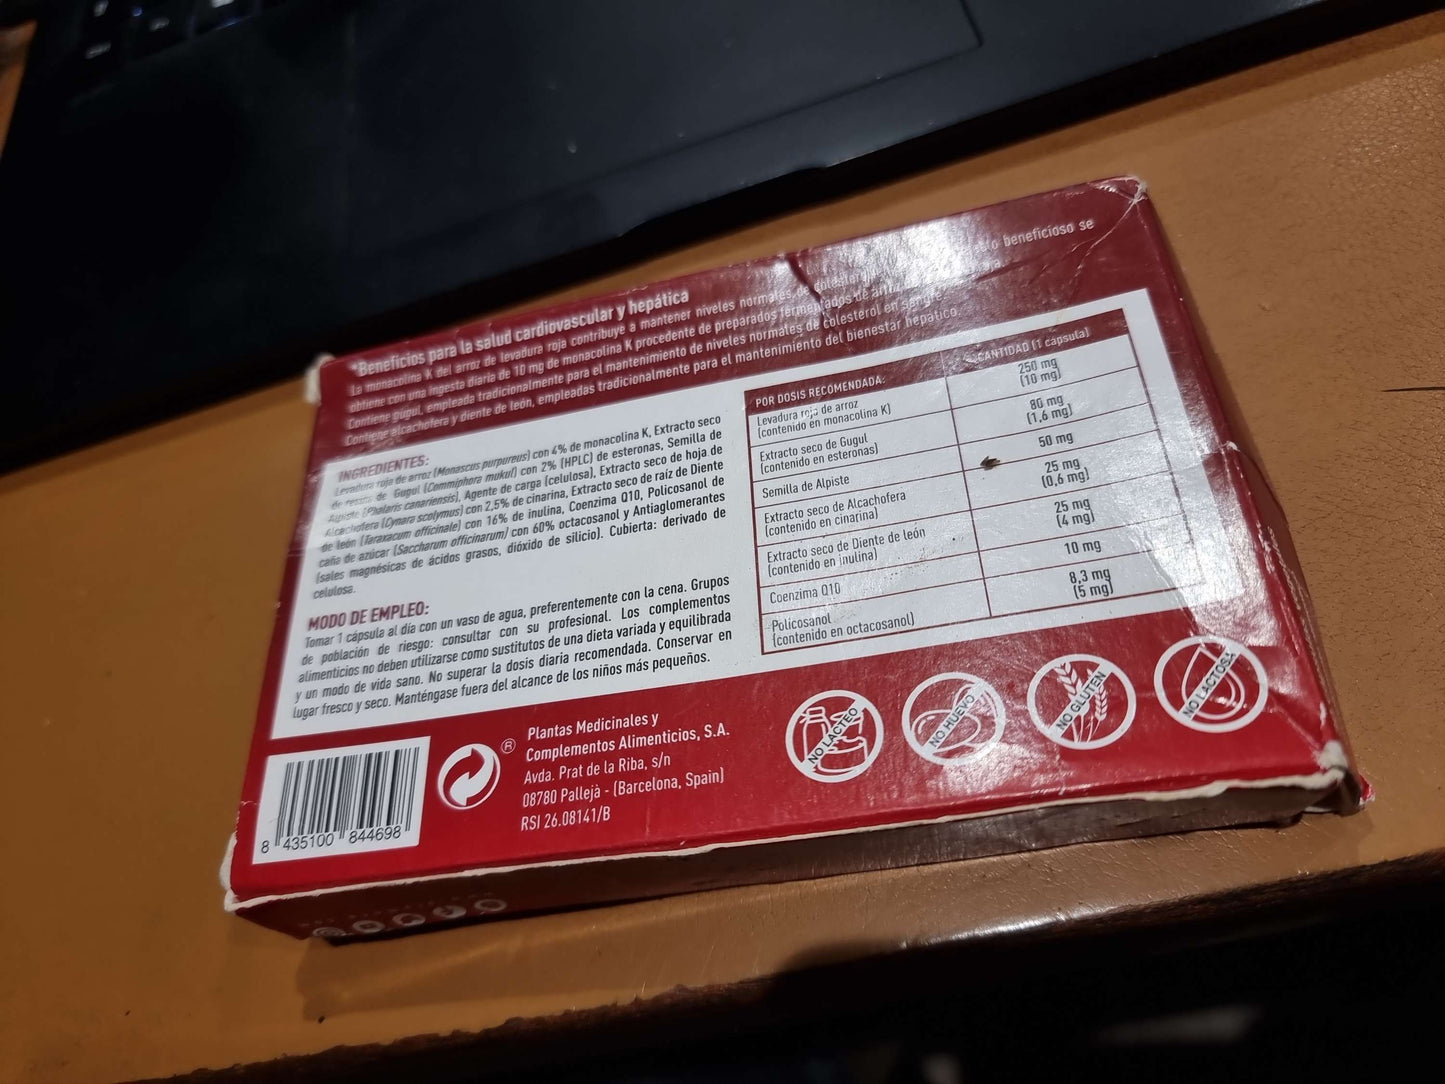 *Beneficios para la salud cardiovascular y hepática
La monacolina K del arroz de levadura roja contribuye a mantener niveles normales de beneficioso se
obtiene con una ingesta diaria de 10 mg de monacolina K procedente de preparados fermentados de
Contiene gugul, empleada tradicionalmente para el mantenimiento de niveles normales de colesterol en sangre
Contiene alcachofera y diente de león, empleadas tradicionalmente para el mantenimiento del bienestar hepático.
INGREDIENTES:
Levadura roja de arroz (Monascus purpureus) con 4% de monacolina K, Extracto seco
de resina de Gugul (Commiphora mukul) con 2% (HPLC) de esteronas, Semilla de
Alpiste (Phalaris canariensis), Agente de carga (celulosa), Extracto seco de hoja de
Alcachofera (Cynara scolymus) con 2,5% de cinarina, Extracto seco de raíz de Diente
de león (Taraxacum officinale) con 16% de inulina, Coenzima Q10, Policosanol de
caña de azúcar (Saccharum officinarum) con 60% octacosanol y Antiaglomerantes
(sales magnésicas de ácidos grasos, dióxido de silicio). Cubierta: derivado de
celulosa.
MODO DE EMPLEO:
Tomar 1 cápsula al día con un vaso de agua, preferentemente con la cena. Grupos
de población de riesgo: consultar con su profesional. Los complementos
alimenticios no deben utilizarse como sustitutos de una dieta variada y equilibrada
y un modo de vida sano. No superar la dosis diaria recomendada. Conservar en
lugar fresco y seco. Manténgase fuera del alcance de los niños más pequeños.
POR DOSIS RECOMENDADA: CANTIDAD (1 cápsula)
Levadura roja de arroz 250 mg
(contenido en monacolina K) (10 mg)
Extracto seco de Gugul 80 mg
(contenido en esteronas) (1,6 mg)
Semilla de Alpiste 50 mg
Extracto seco de Alcachofera 25 mg
(contenido en cinarina) (0,6 mg)
Extracto seco de Diente de león 25 mg
(contenido en inulina) (4 mg)
Coenzima Q10 10 mg
Policosanol 8,3 mg
(contenido en octacosanol) (5 mg)
8 435100 844698
®
Plantas Medicinales y
Complementos Alimenticios, S.A.
Avda. Prat de la Riba, s/n
08780 Pallejà - (Barcelona, Spain)
RSI 26.08141/B
NO LÁCTEO
NO HUEVO
NO GLUTEN
NO LACTOSA